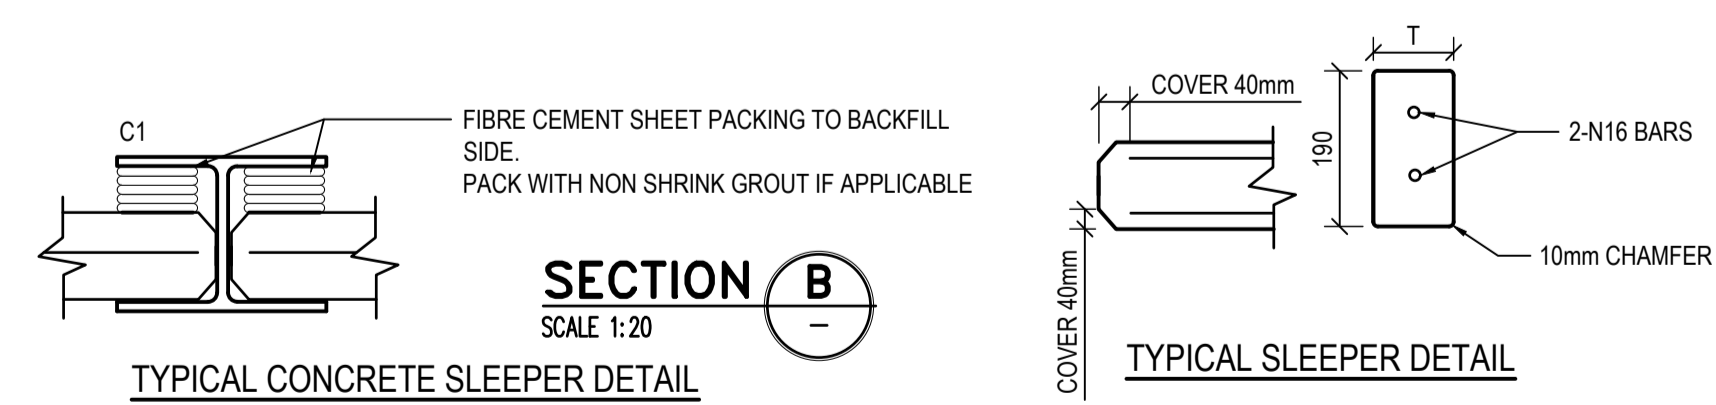 C1
FIBRE CEMENT SHEET PACKING TO BACKFILL
SIDE.
PACK WITH NON SHRINK GROUT IF APPLICABLE
SECTION B
SCALE 1:20 –
TYPICAL CONCRETE SLEEPER DETAIL
COVER 40mm
COVER 40mm
T
190
2-N16 BARS
10mm CHAMFER
TYPICAL SLEEPER DETAIL